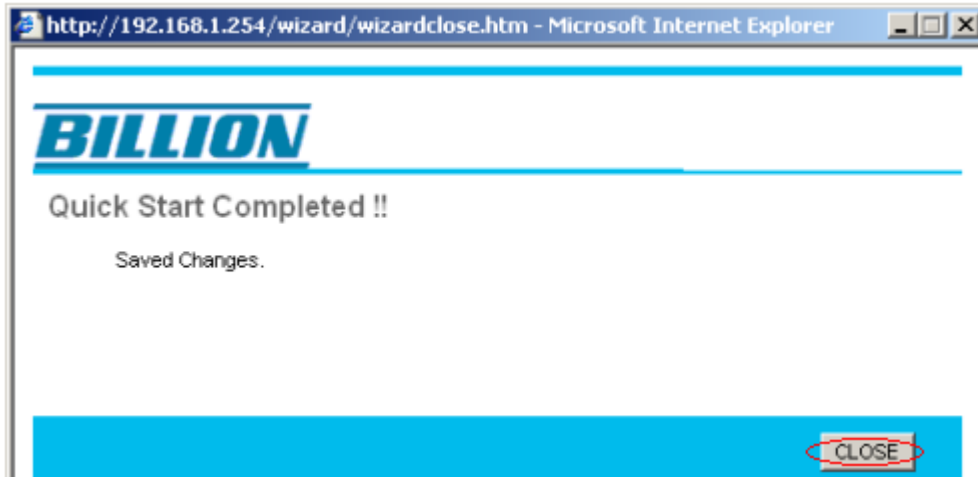 http://192.168.1.254/wizard/wizardclose.htm - Microsoft Internet Explorer
BILLION
Quick Start Completed !!
Saved Changes.
CLOSE